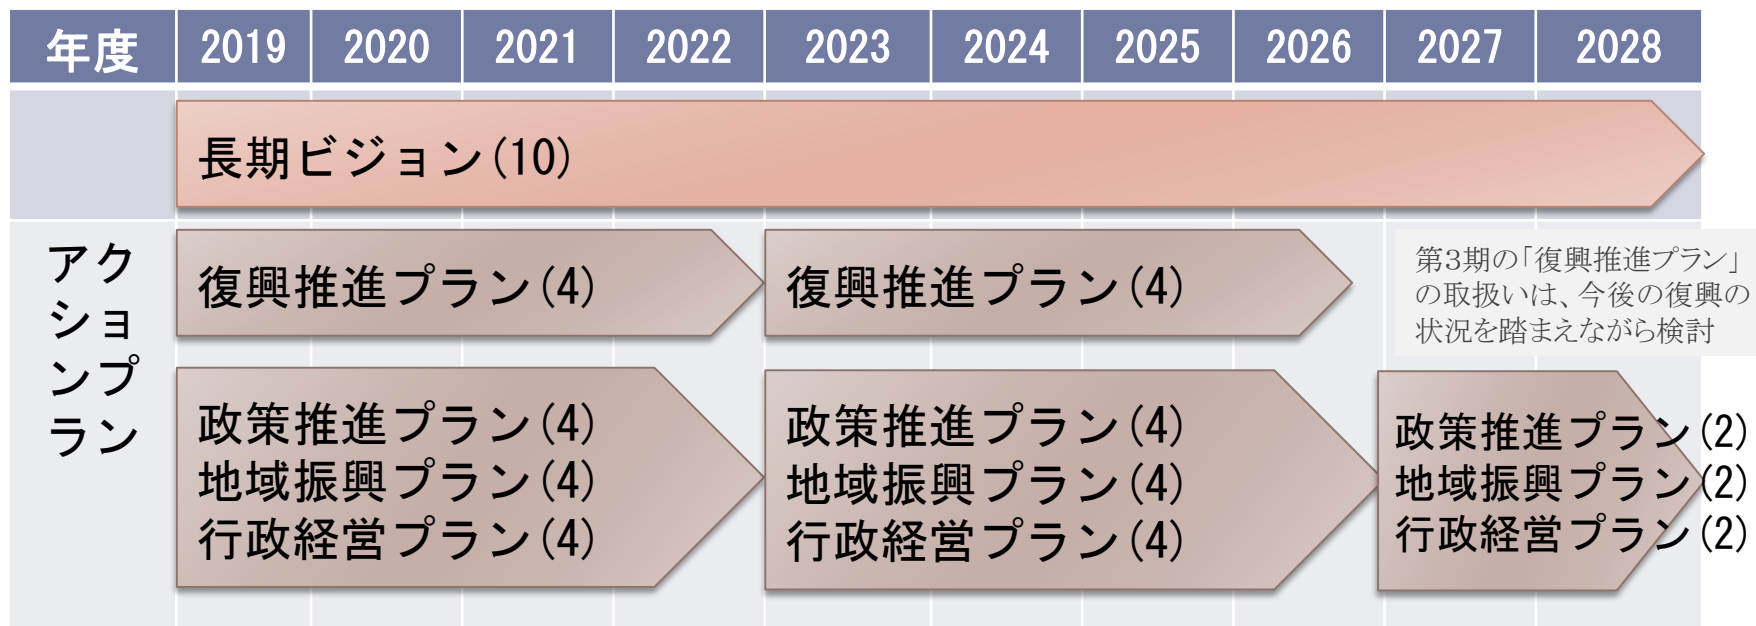 年度 2019 2020 2021 2022 2023 2024 2025 2026 2027 2028
長期ビジョン(10)
アク
ショ
ンプ
ラン
復興推進プラン(4)
復興推進プラン(4)
第3期の「復興推進プラン」
の取扱いは、今後の復興の
状況を踏まえながら検討
政策推進プラン(4)
地域振興プラン(4)
行政経営プラン(4)
政策推進プラン(4)
地域振興プラン(4)
行政経営プラン(4)
政策推進プラン(2)
地域振興プラン(2)
行政経営プラン(2)